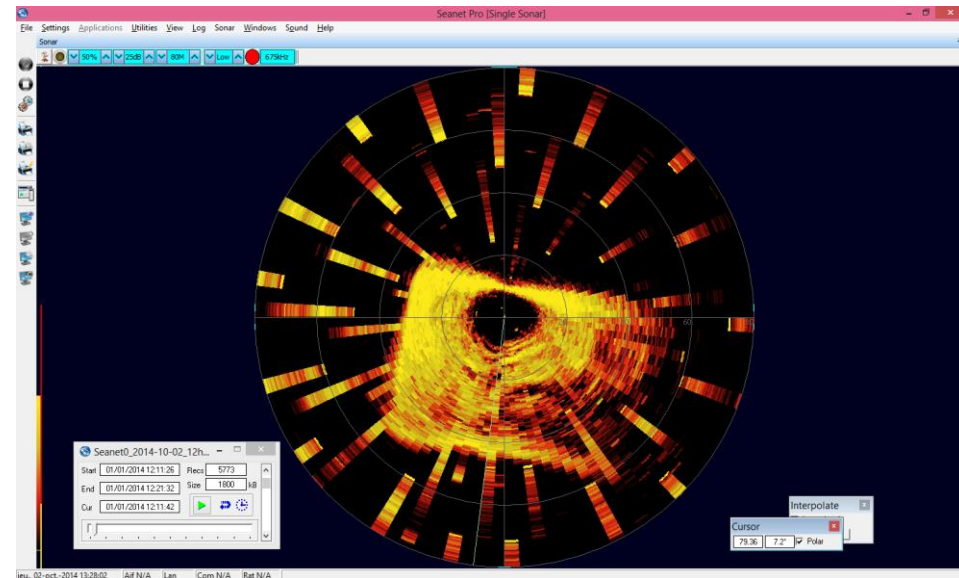 Seanet Pro [Single Sonar]
File Settings Applications Utilities View Log Sonar Windows Sound Help
Sonar
50% 25dB 80M Low 675kHz
60
Seanet0_2014-10-02_12h...
Start 01/01/2014 12:11:26 Recs 5773
End 01/01/2014 12:21:32 Size 1800 kB
Cur 01/01/2014 12:11:42
Interpolate
Cursor
79.36 7.2° Polar
jeu. 02-oct.-2014 13:28:02 Aif N/A Lan Com N/A Rat N/A